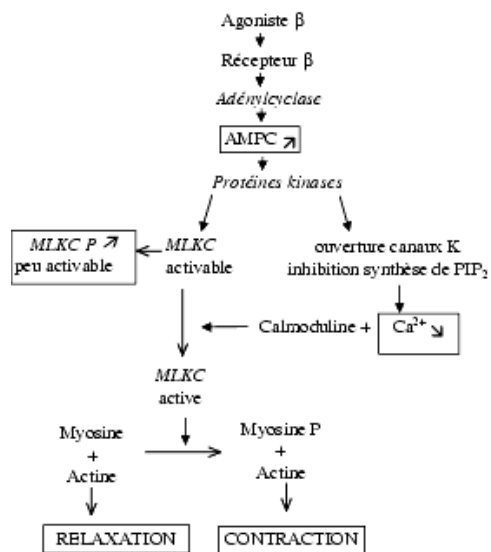 Agoniste β
Récepteur β
Adénylcyclase
AMPC ↗
Protéines kinases
MLKC P ↗
peu activable
MLKC
activable
ouverture canaux K
inhibition synthèse de PIP₂
Calmoduline +
Ca²⁺ ↘
MLKC
active
Myosine
+
Actine
Myosine P
+
Actine
RELAXATION
CONTRACTION